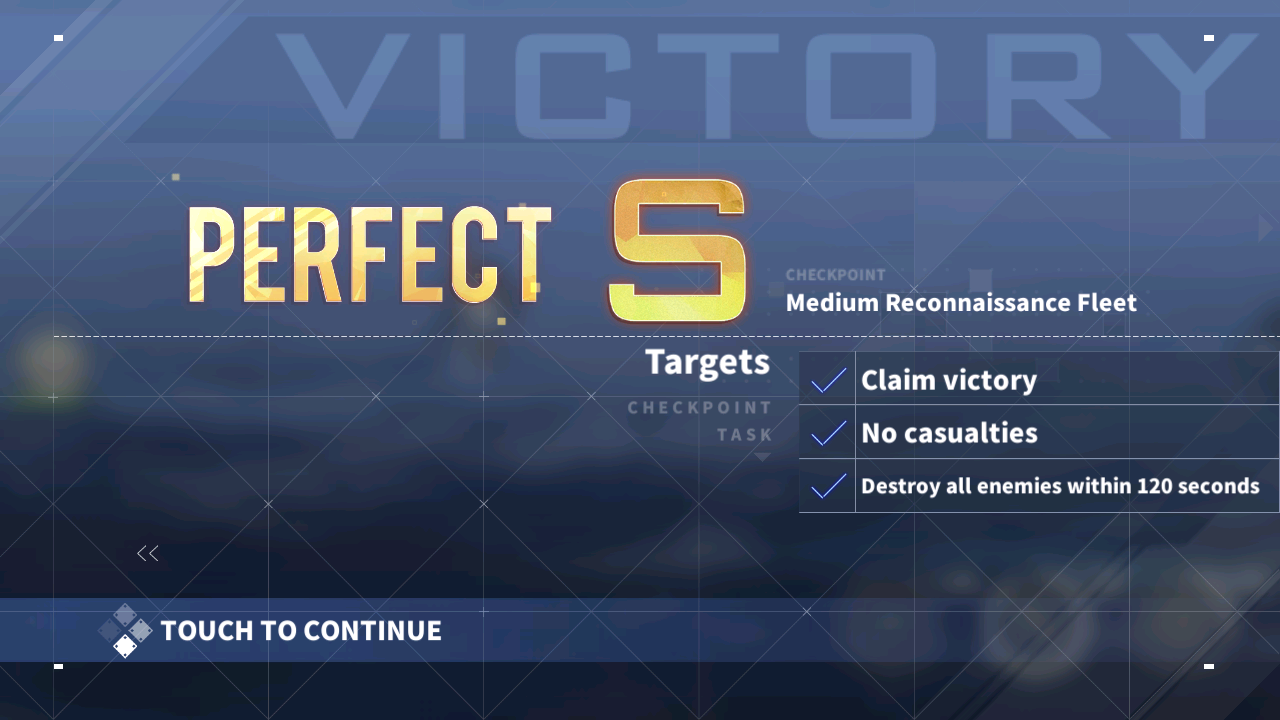 VICTORY
PERFECT S
CHECKPOINT
Medium Reconnaissance Fleet
Targets
CHECKPOINT
TASK
Claim victory
No casualties
Destroy all enemies within 120 seconds
TOUCH TO CONTINUE